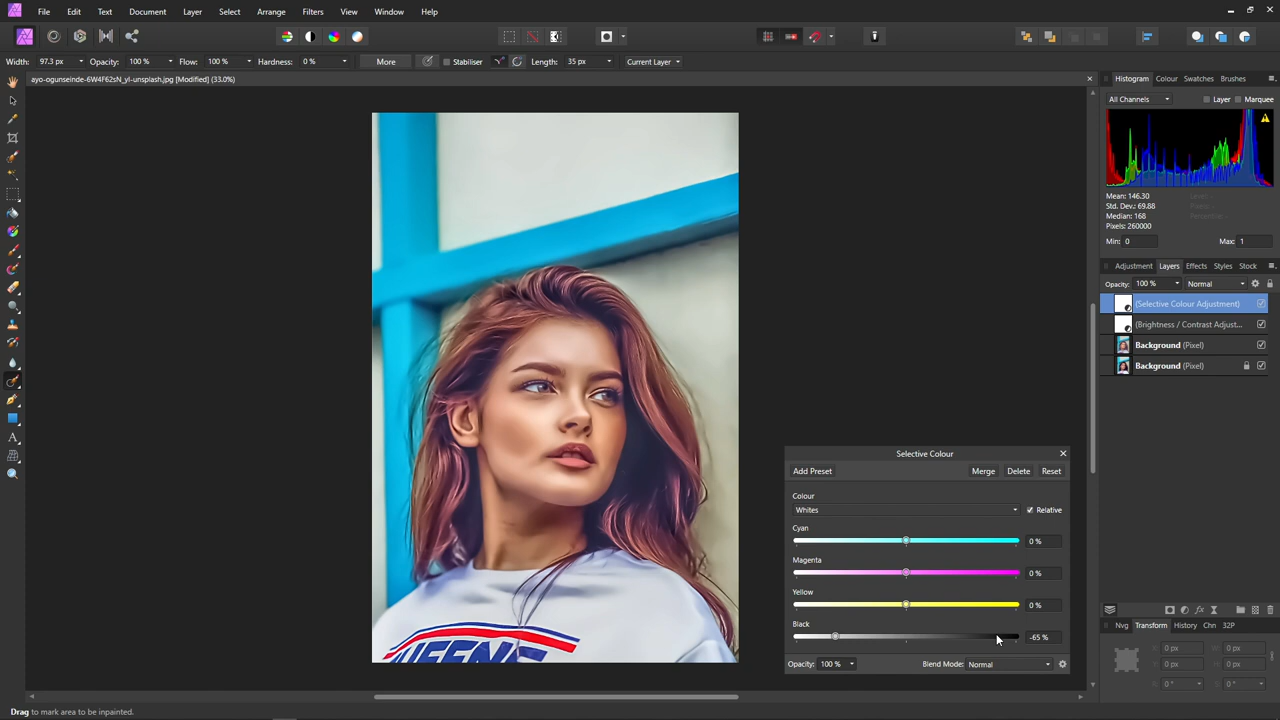 File Edit Text Document Layer Select Arrange Filters View Window Help
Width: 97.3 px Opacity: 100 % Flow: 100 % Hardness: 0 % More Stabiliser Length: 35 px Current Layer
ayo-ogunseinde-6W4F62sN_yI-unsplash.jpg [Modified] (33.0%)
Histogram Colour Swatches Brushes
All Channels Layer Marquee
Mean: 146.30
Std. Dev.: 69.88
Median: 168
Pixels: 260000
Level: -
Pixels: -
Percentile: -
Min: 0 Max: 1
Adjustment Layers Effects Styles Stock
Opacity: 100 % Normal
(Selective Colour Adjustment)
(Brightness / Contrast Adjust...
Background (Pixel)
Background (Pixel)
Selective Colour
Add Preset Merge Delete Reset
Colour
Whites Relative
Cyan
0 %
Magenta
0 %
Yellow
0 %
Black
-65 %
Opacity: 100 % Blend Mode: Normal
Nvg Transform History Chn 32P
X: 0 px W: 0 px
Y: 0 px H: 0 px
R: 0 ° S: 0 °
Drag to mark area to be inpainted.